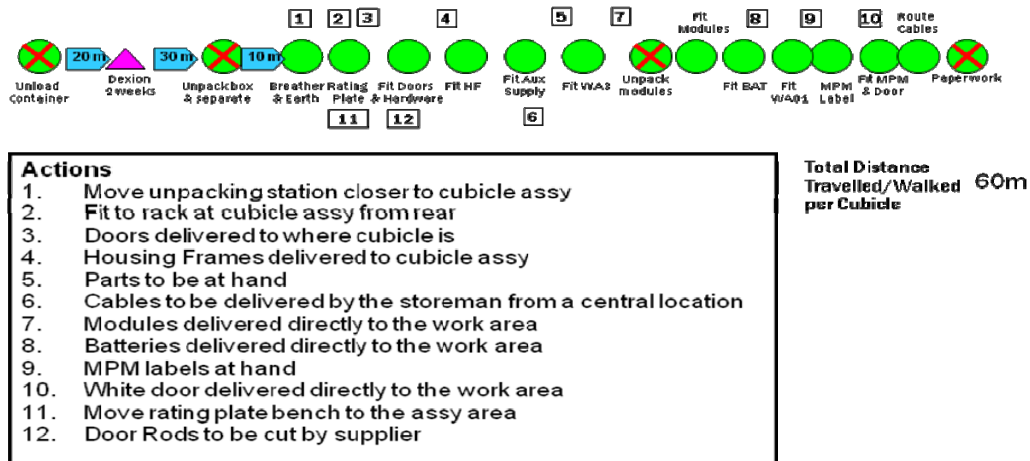 1 2 3 4 5 7 8 9 10
Fit Modules
Route Cables
20 m 30 m 10 m
Unload Container
Dexion 2 weeks
Unpackbox & separate
Breather & Earth
Rating Plate
Fit Doors & Hardware
Fit HF
Fit Aux Supply
Fit WA3
Unpack modules
Fit BAT
Fit WA01
MPM Label
Fit MPM & Door
Paperwork
11 12 6
Actions
1. Move unpacking station closer to cubicle assy
2. Fit to rack at cubicle assy from rear
3. Doors delivered to where cubicle is
4. Housing Frames delivered to cubicle assy
5. Parts to be at hand
6. Cables to be delivered by the storeman from a central location
7. Modules delivered directly to the work area
8. Batteries delivered directly to the work area
9. MPM labels at hand
10. White door delivered directly to the work area
11. Move rating plate bench to the assy area
12. Door Rods to be cut by supplier
Total Distance
Travelled/Walked 60m
per Cubicle